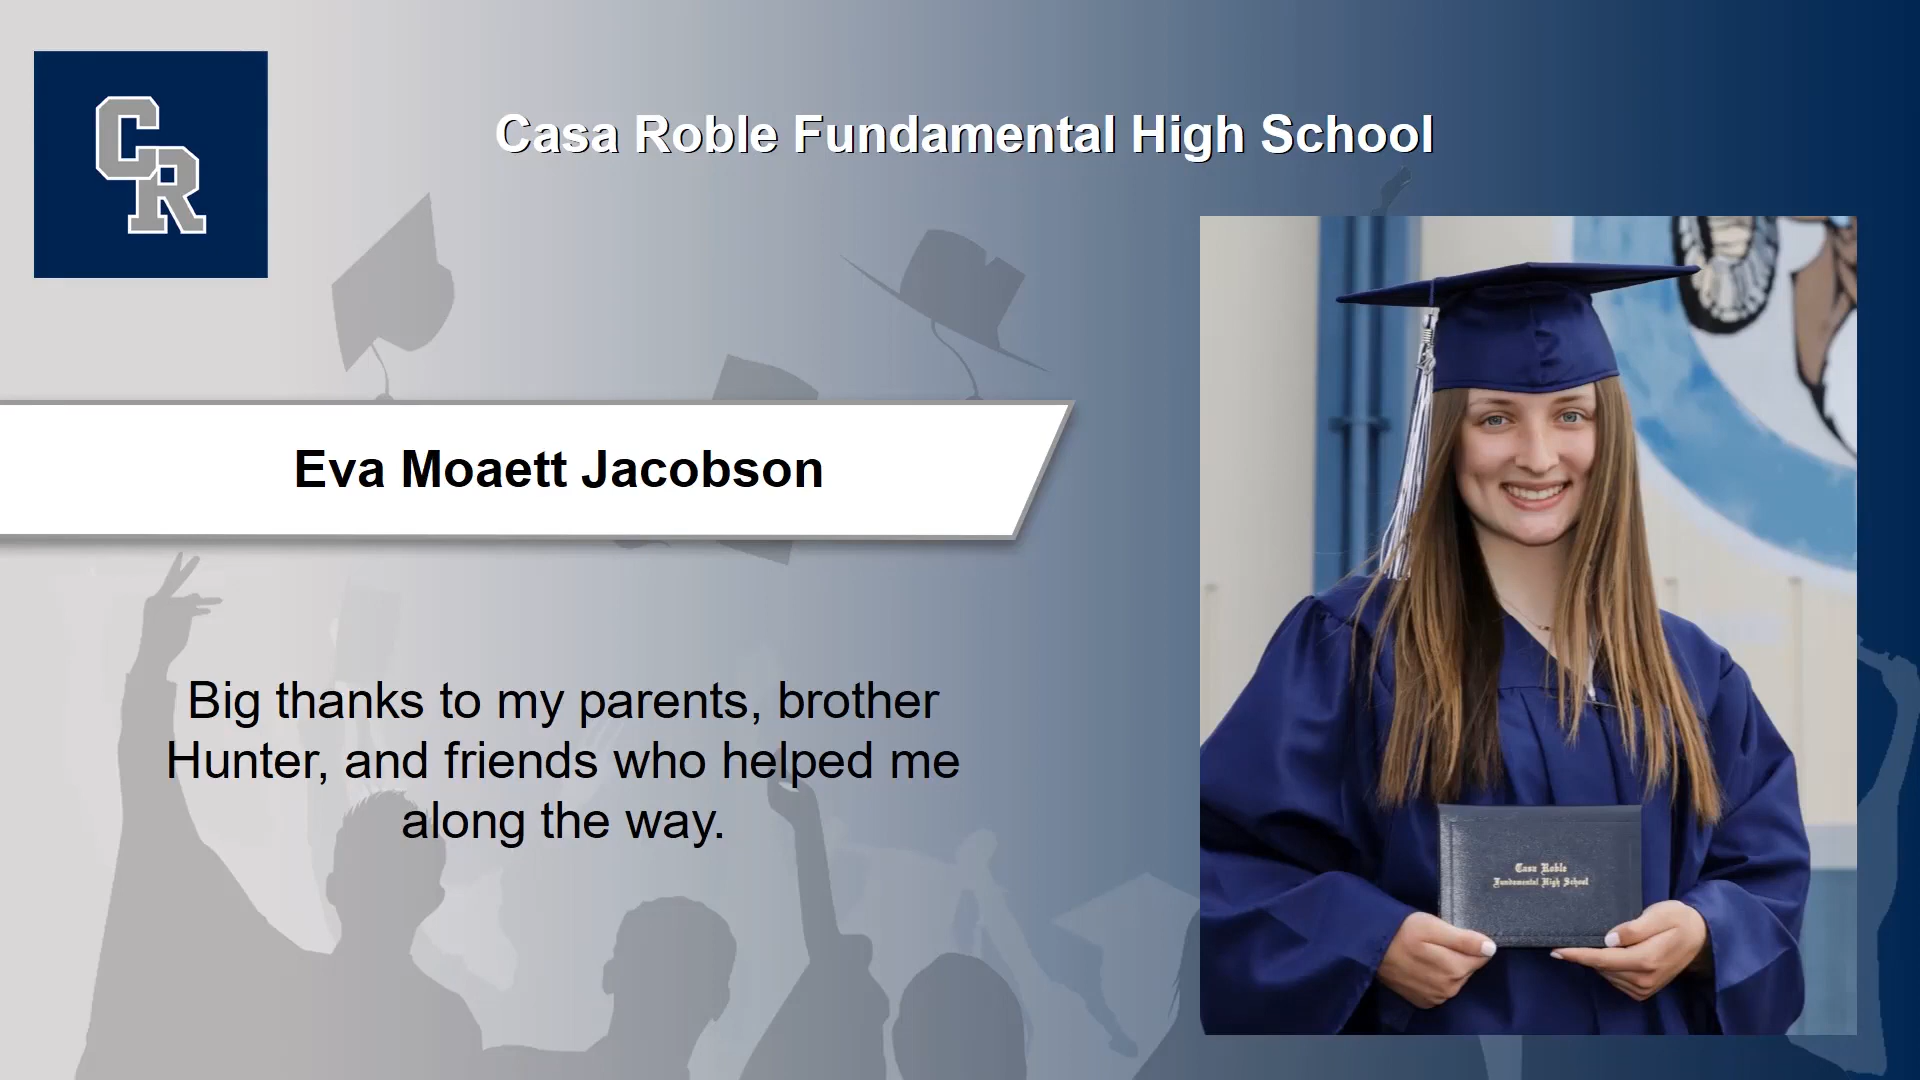 CR
Casa Roble Fundamental High School
Eva Moaett Jacobson
Big thanks to my parents, brother
Hunter, and friends who helped me
along the way.
Casa Roble
Fundamental High School